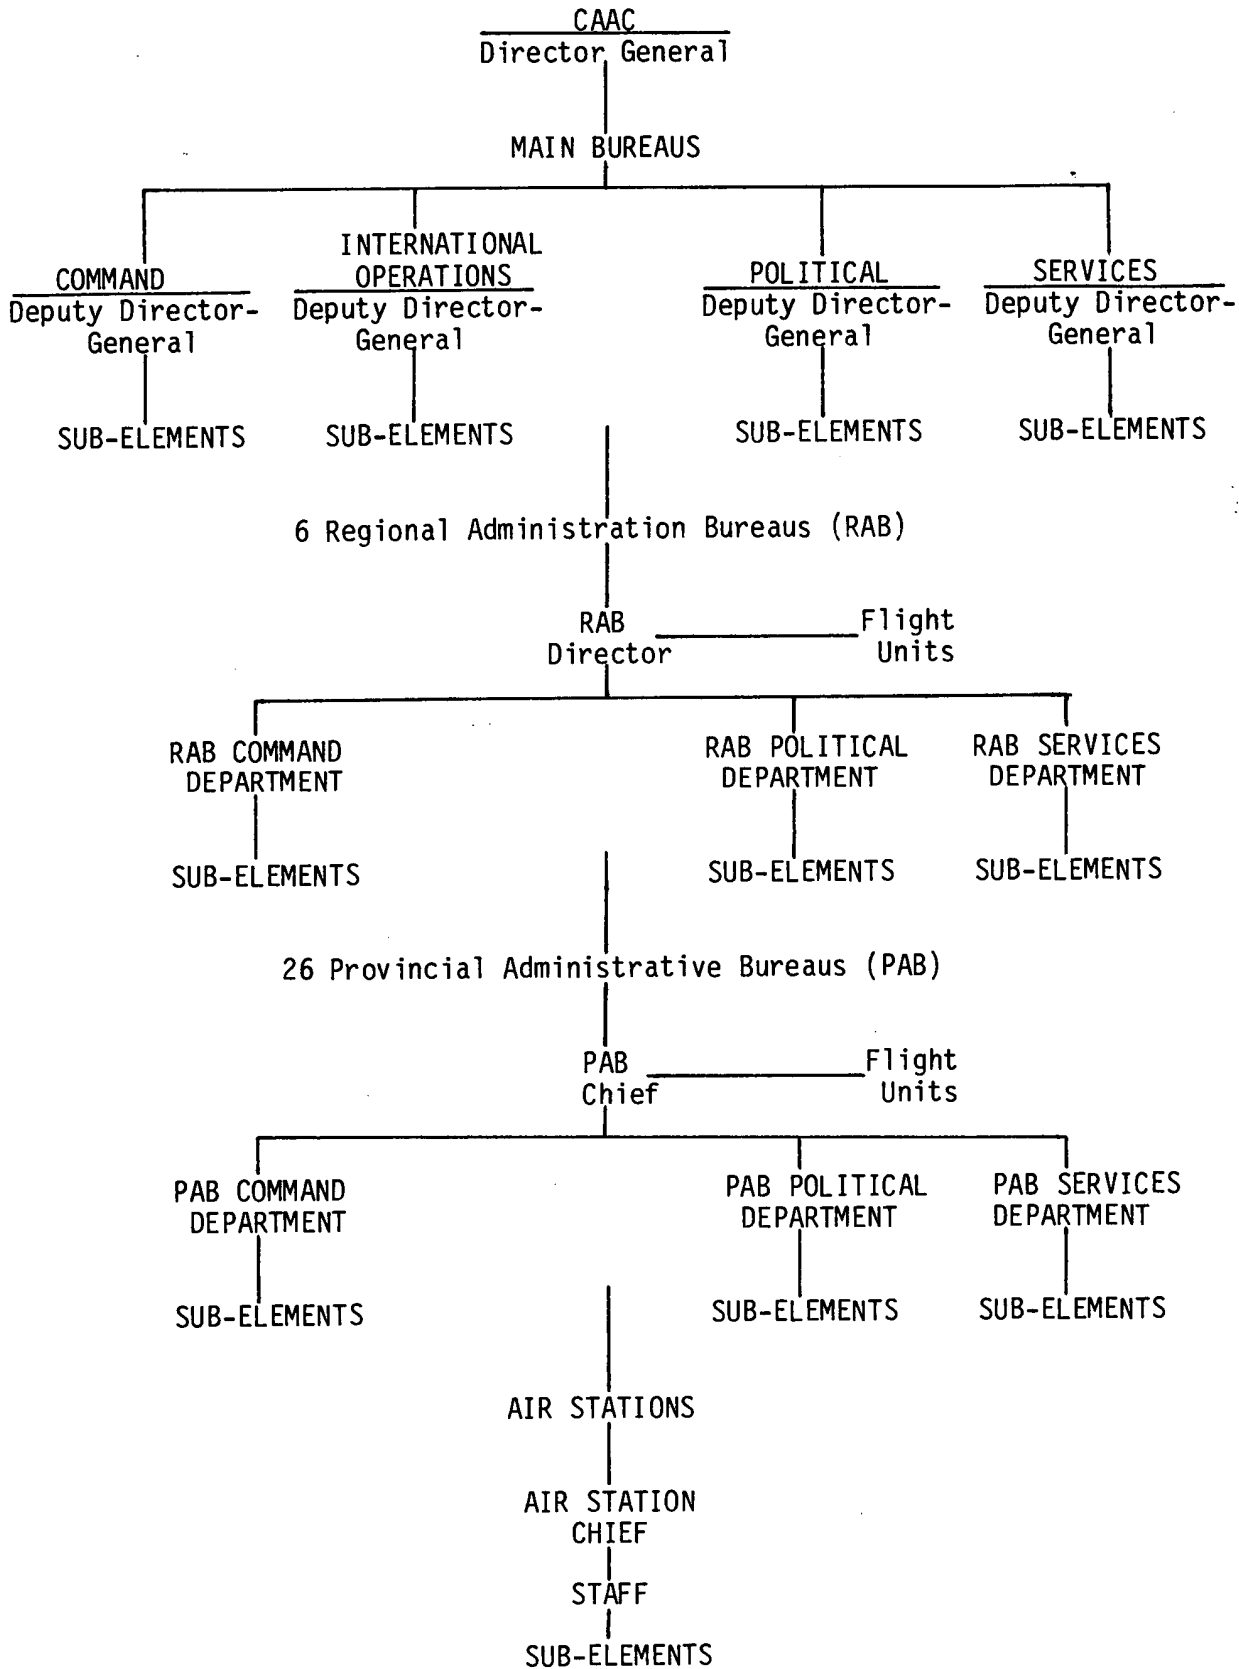 CAAC
Director General
MAIN BUREAUS
COMMAND
Deputy Director-
General
SUB-ELEMENTS
INTERNATIONAL
OPERATIONS
Deputy Director-
General
SUB-ELEMENTS
POLITICAL
Deputy Director-
General
SUB-ELEMENTS
SERVICES
Deputy Director-
General
SUB-ELEMENTS
6 Regional Administration Bureaus (RAB)
RAB
Director
Flight
Units
RAB COMMAND
DEPARTMENT
SUB-ELEMENTS
RAB POLITICAL
DEPARTMENT
SUB-ELEMENTS
RAB SERVICES
DEPARTMENT
SUB-ELEMENTS
26 Provincial Administrative Bureaus (PAB)
PAB
Chief
Flight
Units
PAB COMMAND
DEPARTMENT
SUB-ELEMENTS
PAB POLITICAL
DEPARTMENT
SUB-ELEMENTS
PAB SERVICES
DEPARTMENT
SUB-ELEMENTS
AIR STATIONS
AIR STATION
CHIEF
STAFF
SUB-ELEMENTS